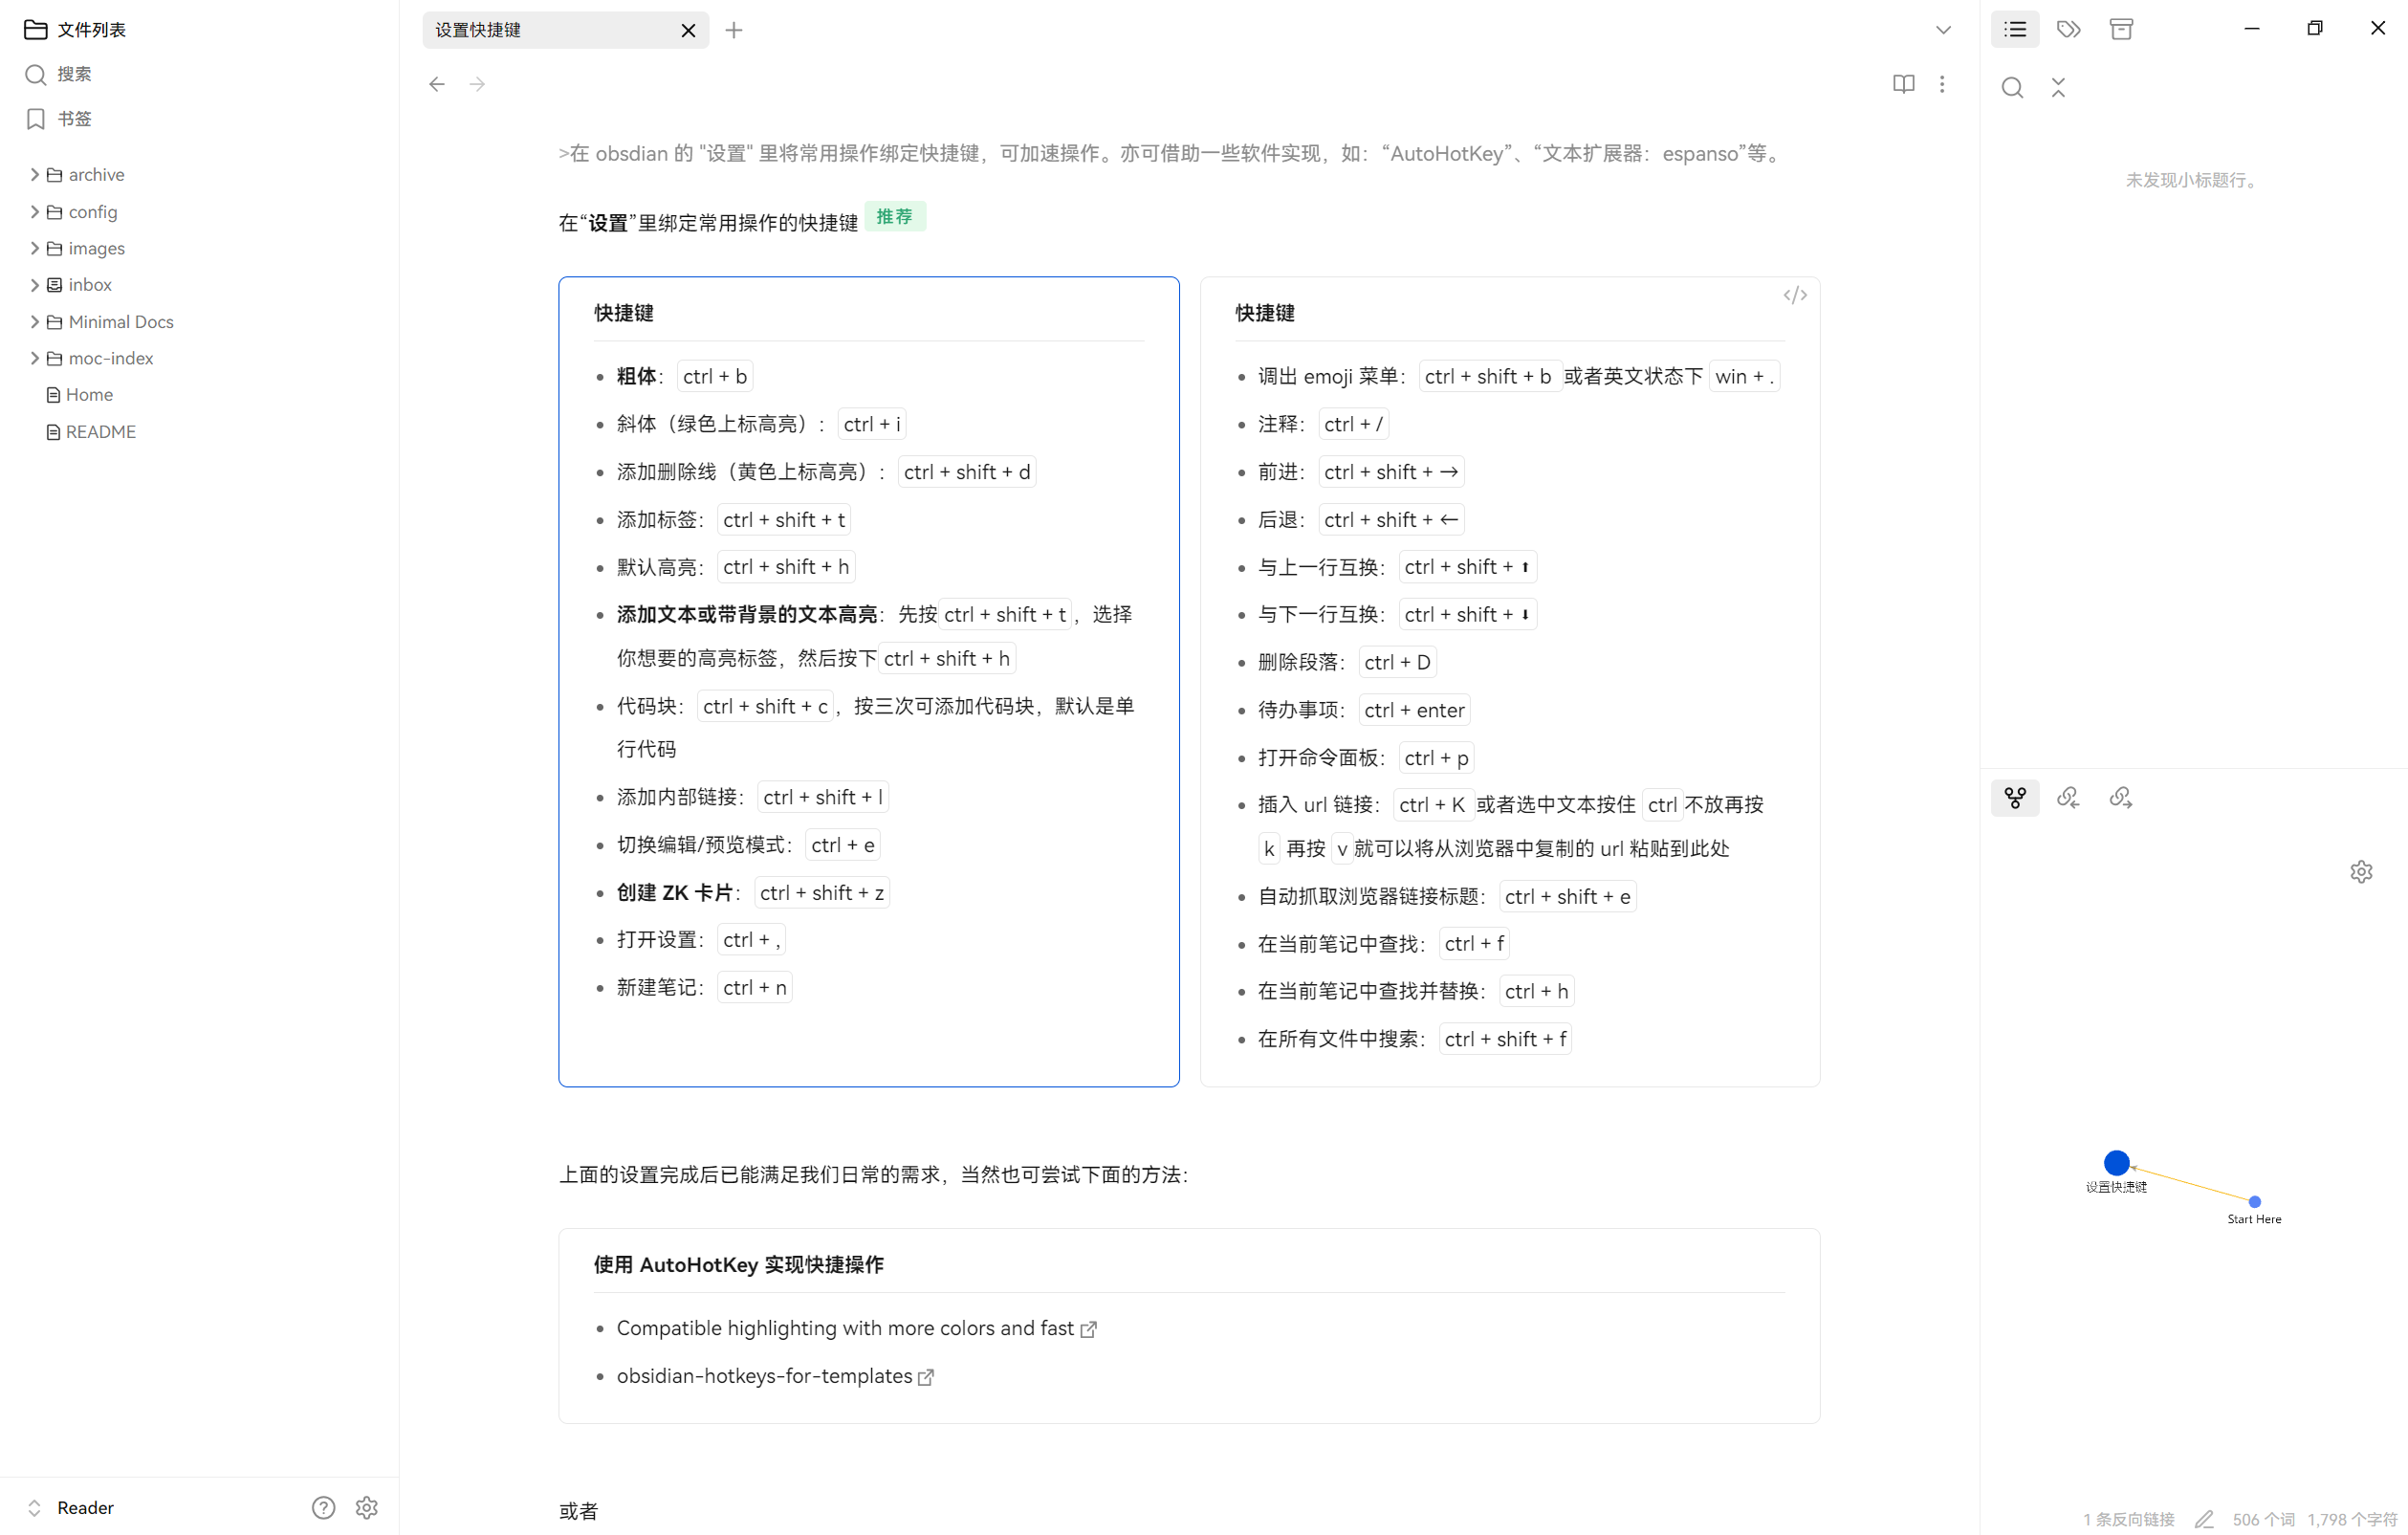 文件列表
搜索
书签
archive
config
images
inbox
Minimal Docs
moc-index
Home
README
Reader
设置快捷键
>在 obsdian 的 "设置" 里将常用操作绑定快捷键，可加速操作。亦可借助一些软件实现，如：“AutoHotKey”、“文本扩展器：espanso”等。
在“设置”里绑定常用操作的快捷键 推荐
快捷键
粗体： ctrl + b
斜体（绿色上标高亮）： ctrl + i
添加删除线（黄色上标高亮）： ctrl + shift + d
添加标签： ctrl + shift + t
默认高亮： ctrl + shift + h
添加文本或带背景的文本高亮：先按 ctrl + shift + t，选择
你想要的高亮标签，然后按下 ctrl + shift + h
代码块： ctrl + shift + c，按三次可添加代码块，默认是单
行代码
添加内部链接： ctrl + shift + l
切换编辑/预览模式： ctrl + e
创建 ZK 卡片： ctrl + shift + z
打开设置： ctrl + ,
新建笔记： ctrl + n
快捷键
调出 emoji 菜单： ctrl + shift + b 或者英文状态下 win + .
注释： ctrl + /
前进： ctrl + shift + →
后退： ctrl + shift + ←
与上一行互换： ctrl + shift + ⬆
与下一行互换： ctrl + shift + ⬇
删除段落： ctrl + D
待办事项： ctrl + enter
打开命令面板： ctrl + p
插入 url 链接： ctrl + K 或者选中文本按住 ctrl 不放再按
k 再按 v 就可以将从浏览器中复制的 url 粘贴到此处
自动抓取浏览器链接标题： ctrl + shift + e
在当前笔记中查找： ctrl + f
在当前笔记中查找并替换： ctrl + h
在所有文件中搜索： ctrl + shift + f
上面的设置完成后已能满足我们日常的需求，当然也可尝试下面的方法：
使用 AutoHotKey 实现快捷操作
Compatible highlighting with more colors and fast
obsidian-hotkeys-for-templates
或者
未发现小标题行。
设置快捷键
Start Here
1 条反向链接 506 个词 1,798 个字符